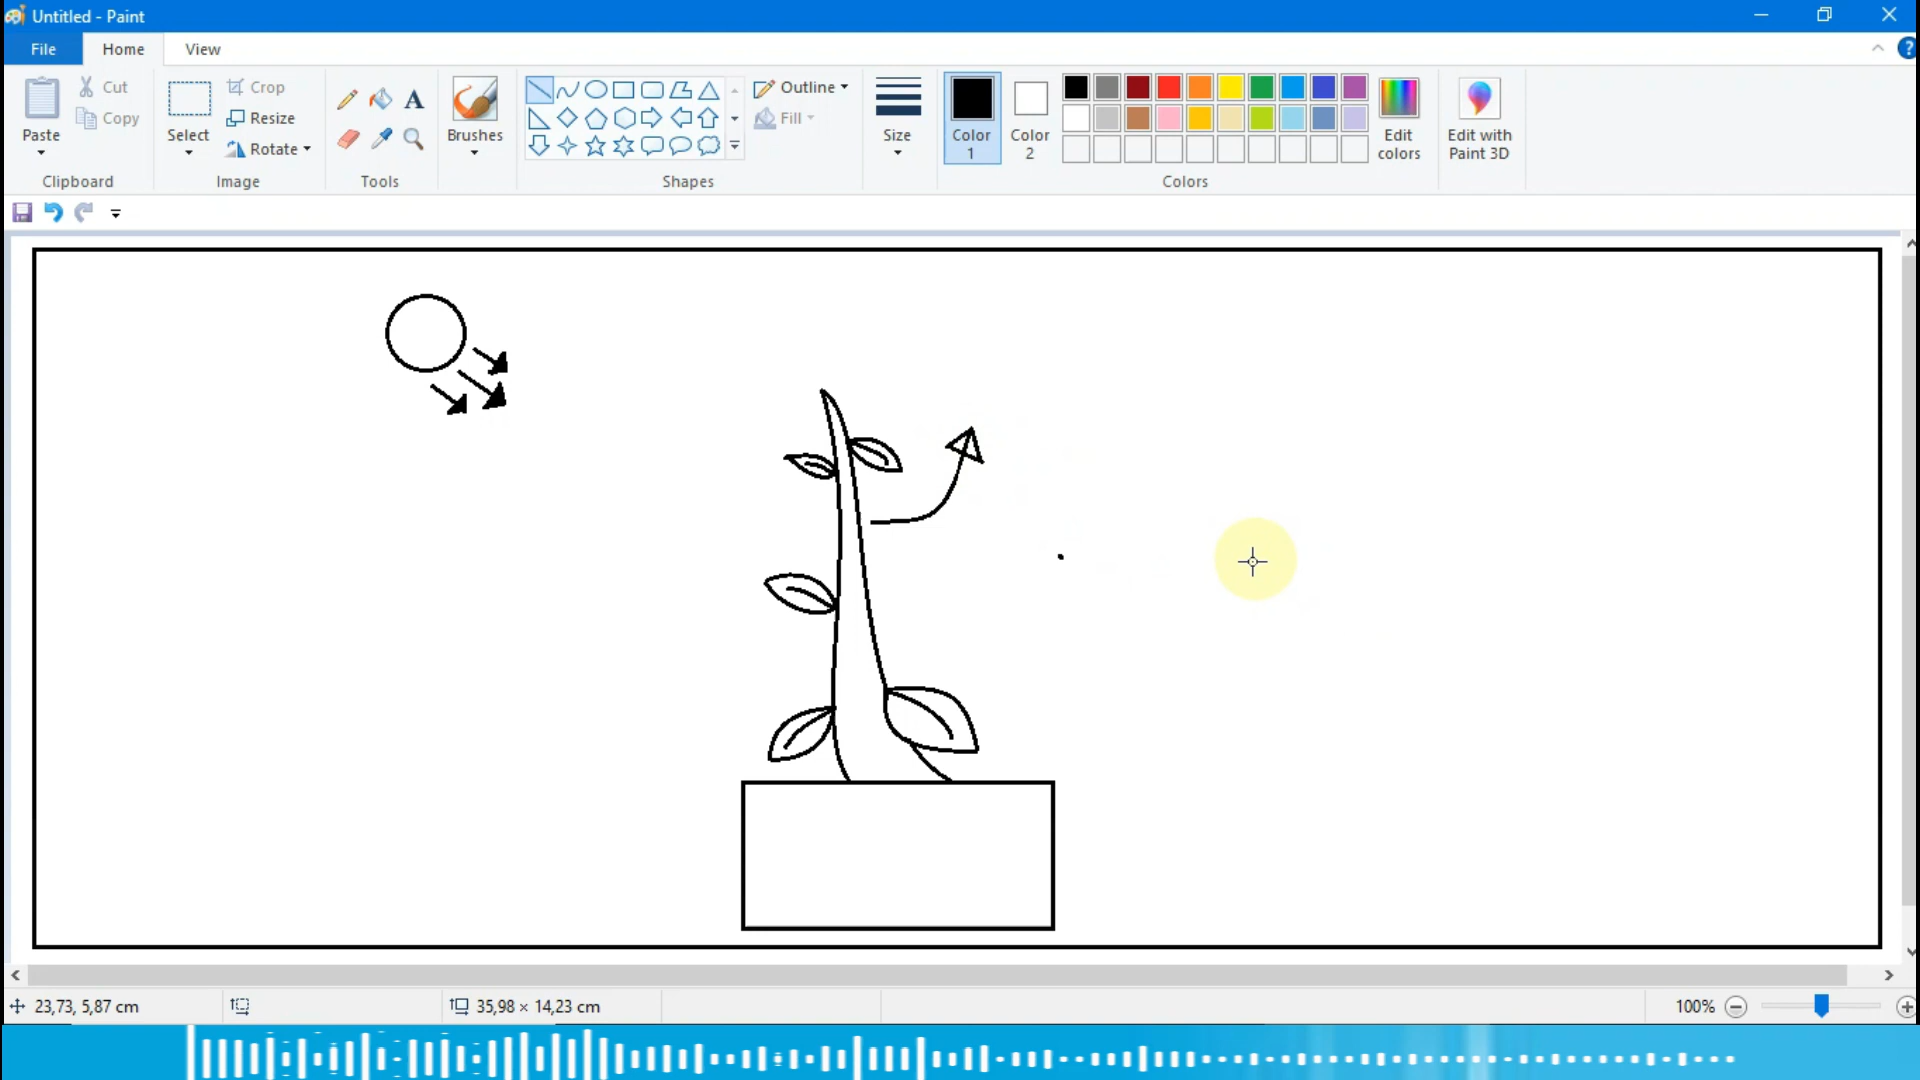 Untitled - Paint
File Home View
Paste
Cut
Copy
Clipboard
Select
Crop
Resize
Rotate
Image
A
Tools
Brushes
Shapes
Outline
Fill
Size
Color
1
Color
2
Edit
colors
Colors
Edit with
Paint 3D
23,73, 5,87 cm
35,98 × 14,23 cm
100%